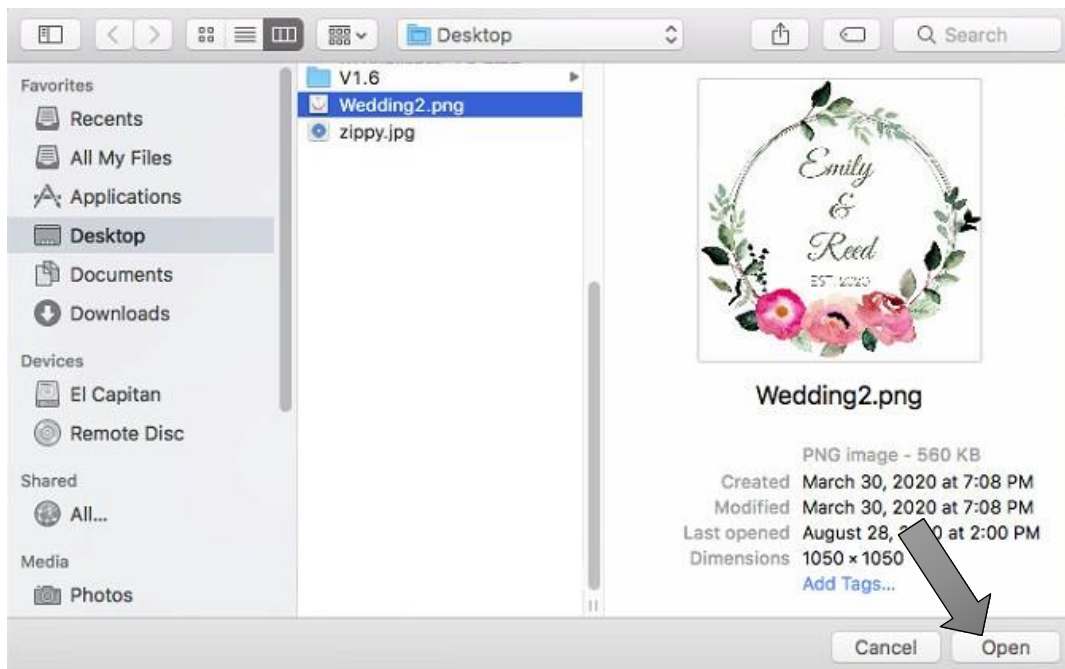 Desktop
Search
Favorites
Recents
All My Files
Applications
Desktop
Documents
Downloads
Devices
El Capitan
Remote Disc
Shared
All...
Media
Photos
V1.6
Wedding2.png
zippy.jpg
Emily
&
Reed
EST. 2020
Wedding2.png
PNG image - 560 KB
Created March 30, 2020 at 7:08 PM
Modified March 30, 2020 at 7:08 PM
Last opened August 28, 0 at 2:00 PM
Dimensions 1050 × 1050
Add Tags...
Cancel
Open